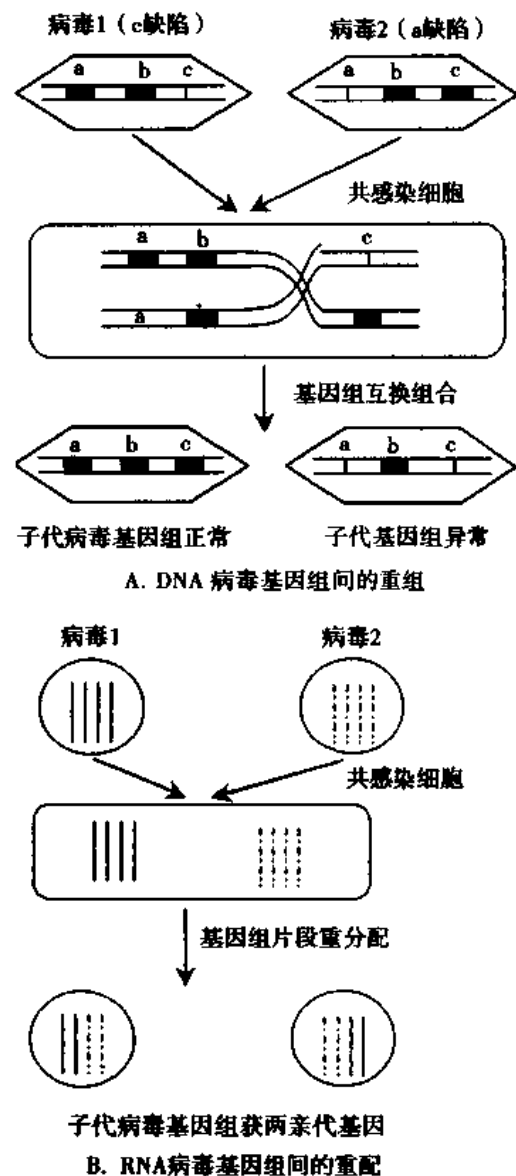 病毒1（c缺陷） 病毒2（a缺陷）
a b c a b c
共感染细胞
a b c
a
基因组互换组合
a b c a b c
子代病毒基因组正常 子代基因组异常
A. DNA 病毒基因组间的重组
病毒1 病毒2
共感染细胞
基因组片段重分配
子代病毒基因组获两亲代基因
B. RNA病毒基因组间的重配